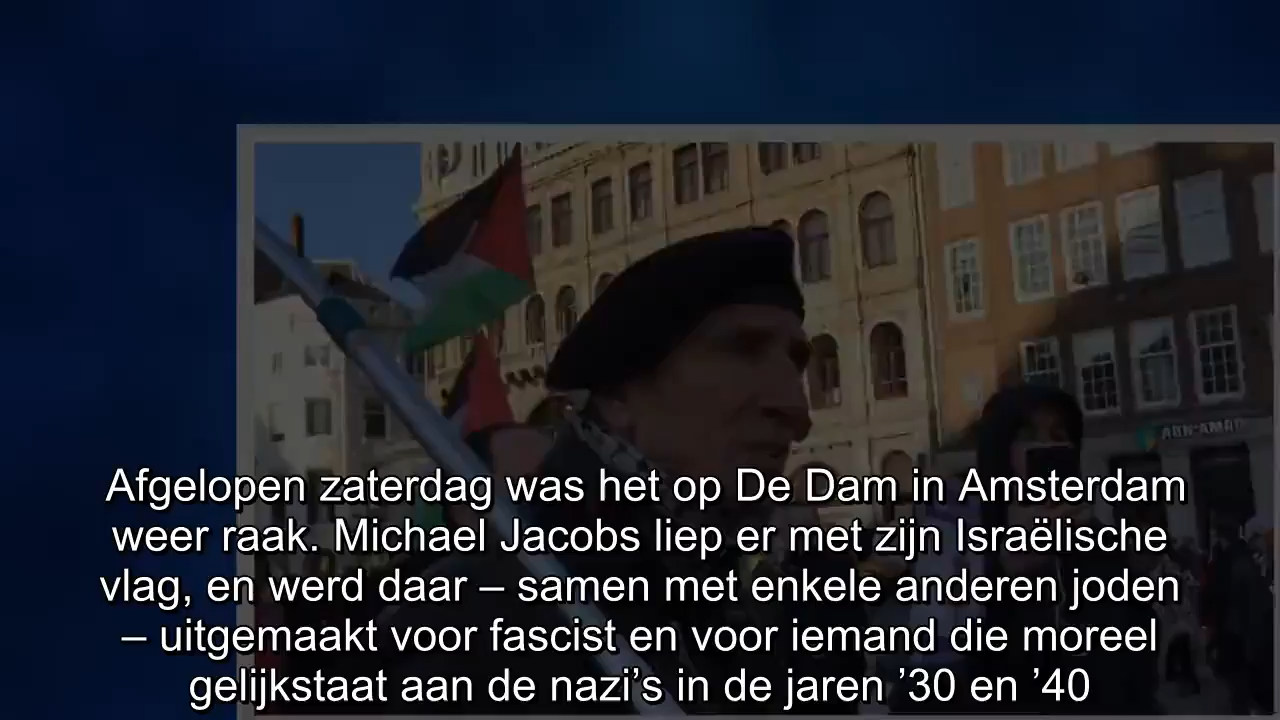 ABN·AMRO
Afgelopen zaterdag was het op De Dam in Amsterdam
weer raak. Michael Jacobs liep er met zijn Israëlische
vlag, en werd daar – samen met enkele anderen joden
– uitgemaakt voor fascist en voor iemand die moreel
gelijkstaat aan de nazi’s in de jaren ’30 en ’40